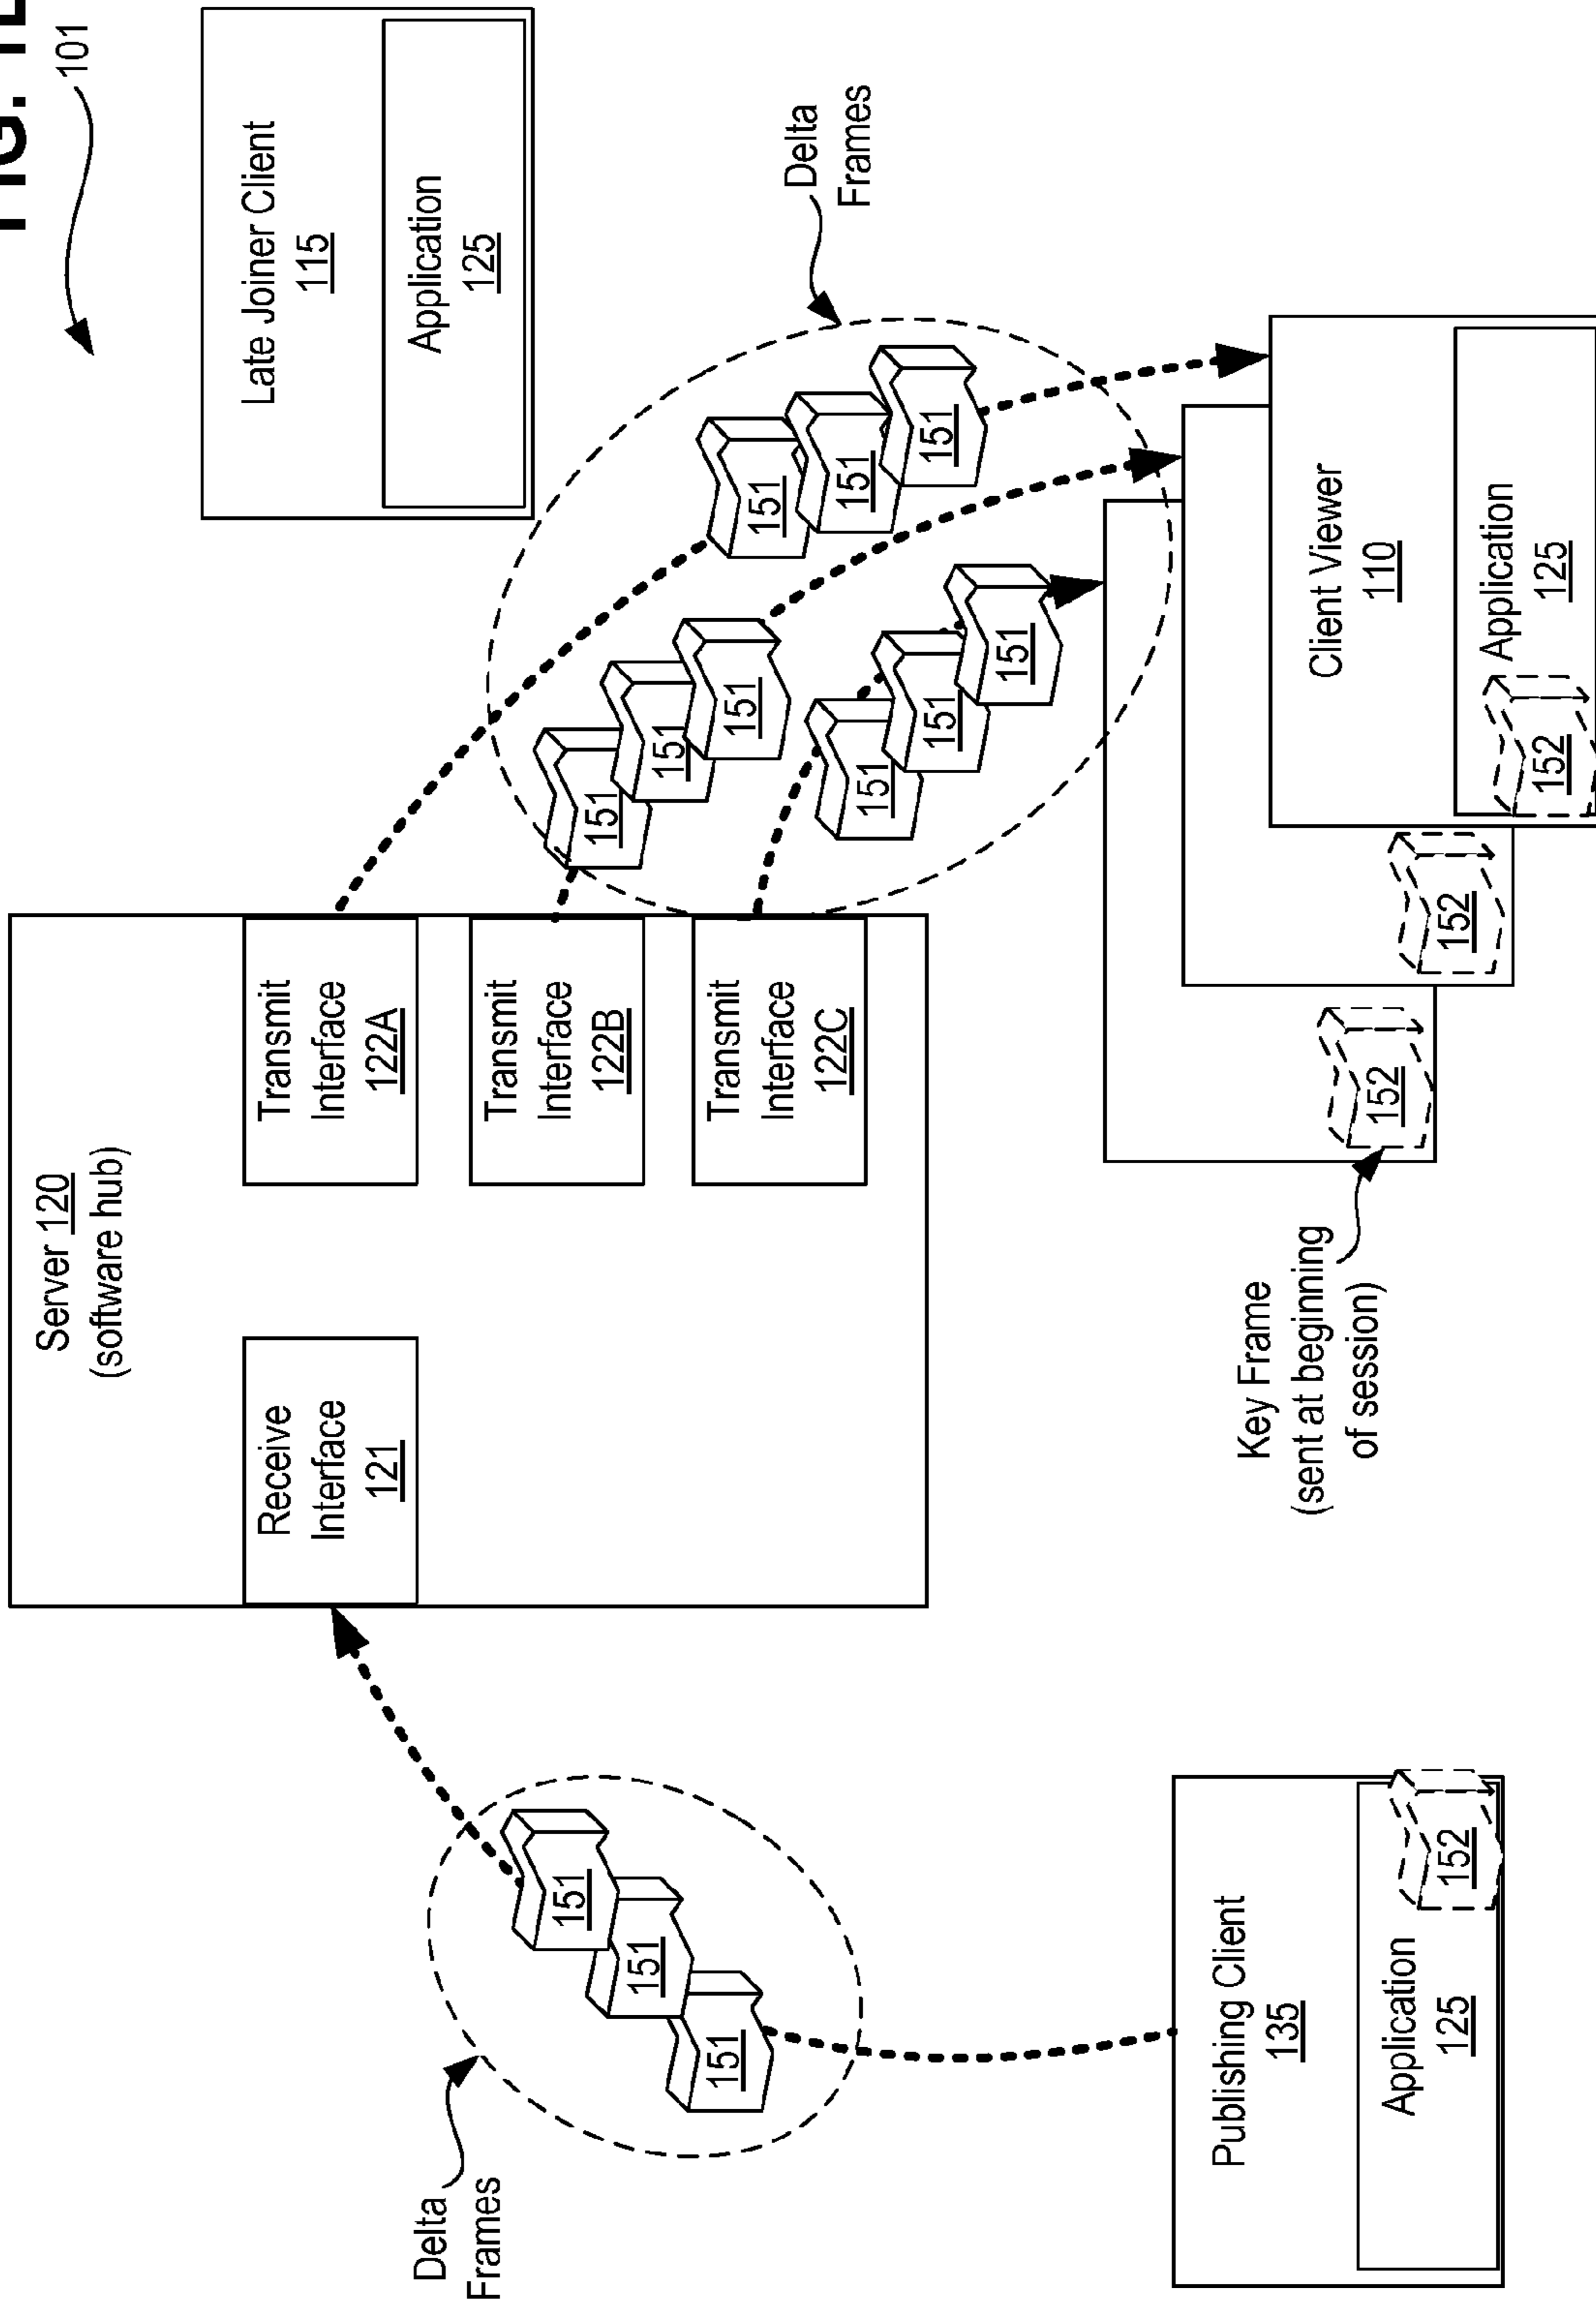 FIG.
101
Server 120
(software hub)
Receive
Interface
121
Transmit
Interface
122A
Transmit
Interface
122B
Transmit
Interface
122C
Late Joiner Client
115
Application
125
Delta
Frames
151
151
151
Delta
Frames
151
151
151
151
151
151
151
151
151
Publishing Client
135
Application
125
152
Key Frame
(sent at beginning
of session)
152
152
Client Viewer
110
Application
125
152